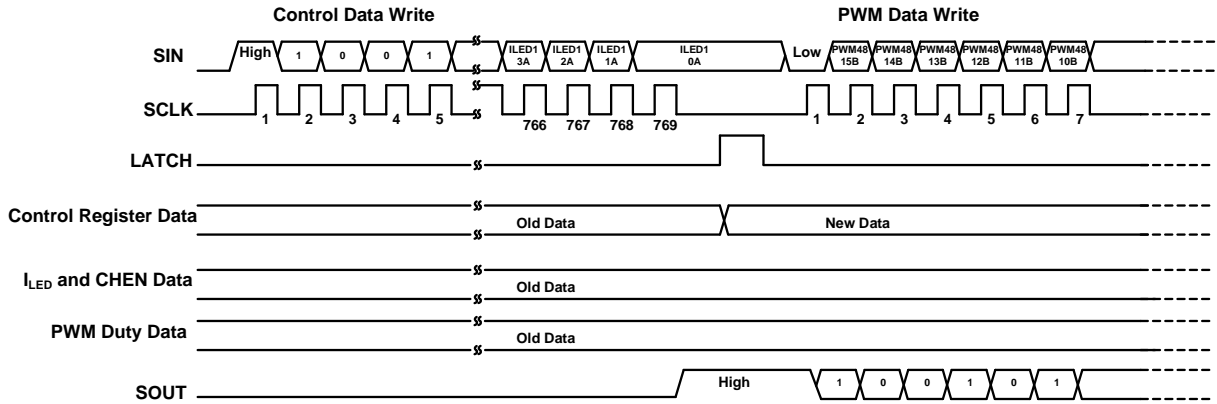 Control Data Write PWM Data Write
SIN High 1 0 0 1 ILED1 3A ILED1 2A ILED1 1A ILED1 0A Low PWM48 15B PWM48 14B PWM48 13B PWM48 12B PWM48 11B PWM48 10B
SCLK 1 2 3 4 5 766 767 768 769 1 2 3 4 5 6 7
LATCH
Control Register Data Old Data New Data
ILED and CHEN Data Old Data
PWM Duty Data Old Data
SOUT High 1 0 0 1 0 1